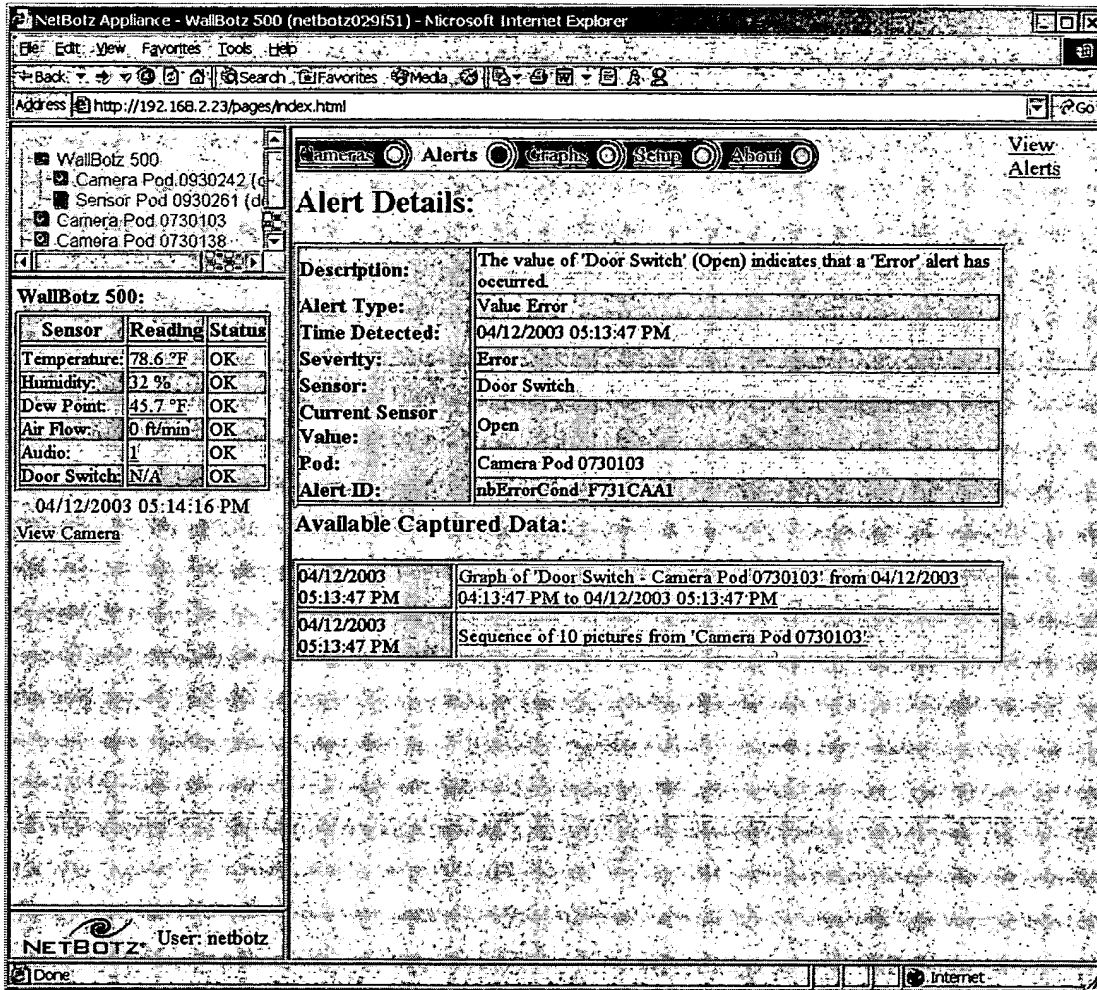 NetBotz Appliance - WallBotz 500 (netbotz029f51) - Microsoft Internet Explorer
File Edit View Favorites Tools Help
Back Search Favorites Media
Address http://192.168.2.23/pages/index.html Go
WallBotz 500
Camera Pod 0930242 (d
Sensor Pod 0930261 (d
Camera Pod 0730103
Camera Pod 0730138
WallBotz 500:
Sensor Reading Status
Temperature: 78.6 °F OK
Humidity: 32 % OK
Dew Point: 45.7 °F OK
Air Flow: 0 ft/min OK
Audio: 1 OK
Door Switch: N/A OK
04/12/2003 05:14:16 PM
View Camera
NETBOTZ User: netbotz
Cameras Alerts Graphs Setup About
View
Alerts
Alert Details:
Description: The value of 'Door Switch' (Open) indicates that a 'Error' alert has
occurred.
Alert Type: Value Error
Time Detected: 04/12/2003 05:13:47 PM
Severity: Error
Sensor: Door Switch
Current Sensor
Value: Open
Pod: Camera Pod 0730103
Alert ID: nbErrorCond_F731CAA1
Available Captured Data:
04/12/2003
05:13:47 PM
Graph of 'Door Switch - Camera Pod 0730103' from 04/12/2003
04:13:47 PM to 04/12/2003 05:13:47 PM
04/12/2003
05:13:47 PM
Sequence of 10 pictures from 'Camera Pod 0730103'
Done Internet